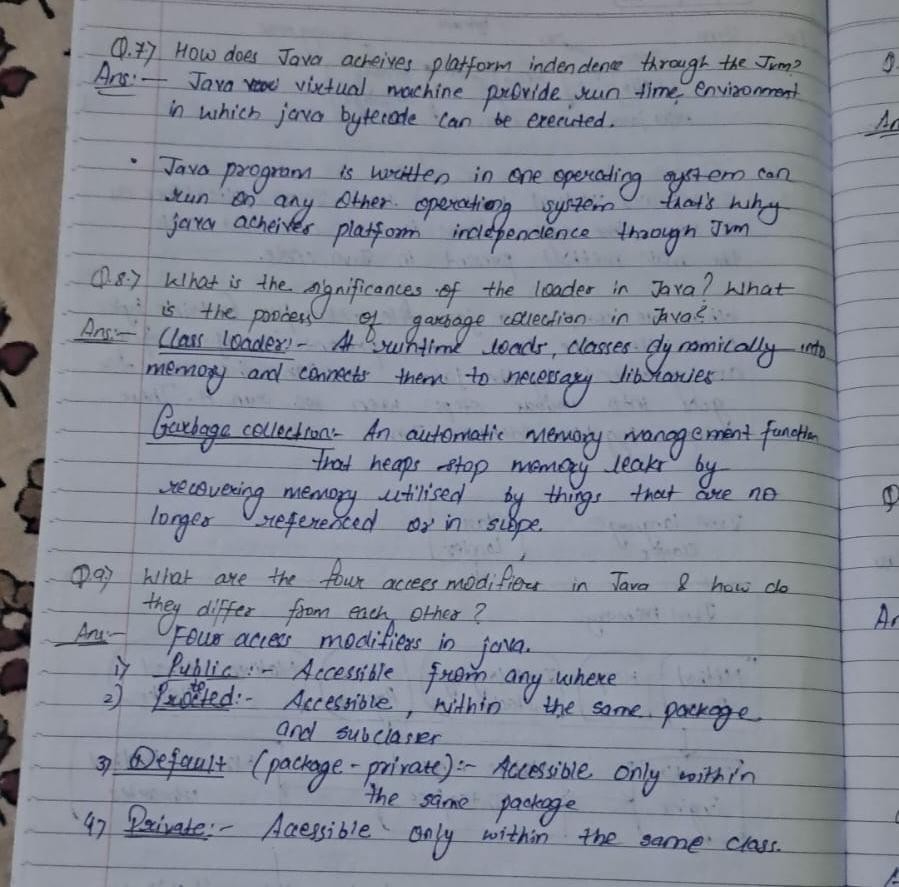 Q.7) How does Java acheives platform indendence through the Jvm?
Ans:- Java virtual machine provide run time environment
in which java bytecode can be executed.
• Java program is written in one operating system can
run on any other operating system that's why
java acheives platform independence through Jvm
Q.8.) What is the significances of the loader in Java? What
is the poocess of garbage collection in Java?
Ans:- Class loader:- At runtime loads, classes dynamically into
memory and connects them to necessary libraries.
Garbage collection:- An automatic memory management function
that heaps stop memory leaks by
recovering memory utilised by things that are no
longer referenced or in scope.
Q.9) What are the four access modifiers in Java & how do
they differ from each other?
Ans:- Four access modifiers in java.
1) Public :- Accessible from any where
2) Procted:- Accessible, within the same package
to
and subclaser
3) Default (package-private):- Accessible only within
the same package
4) Private:- Acessible only within the same class.
Q
An
Q
An